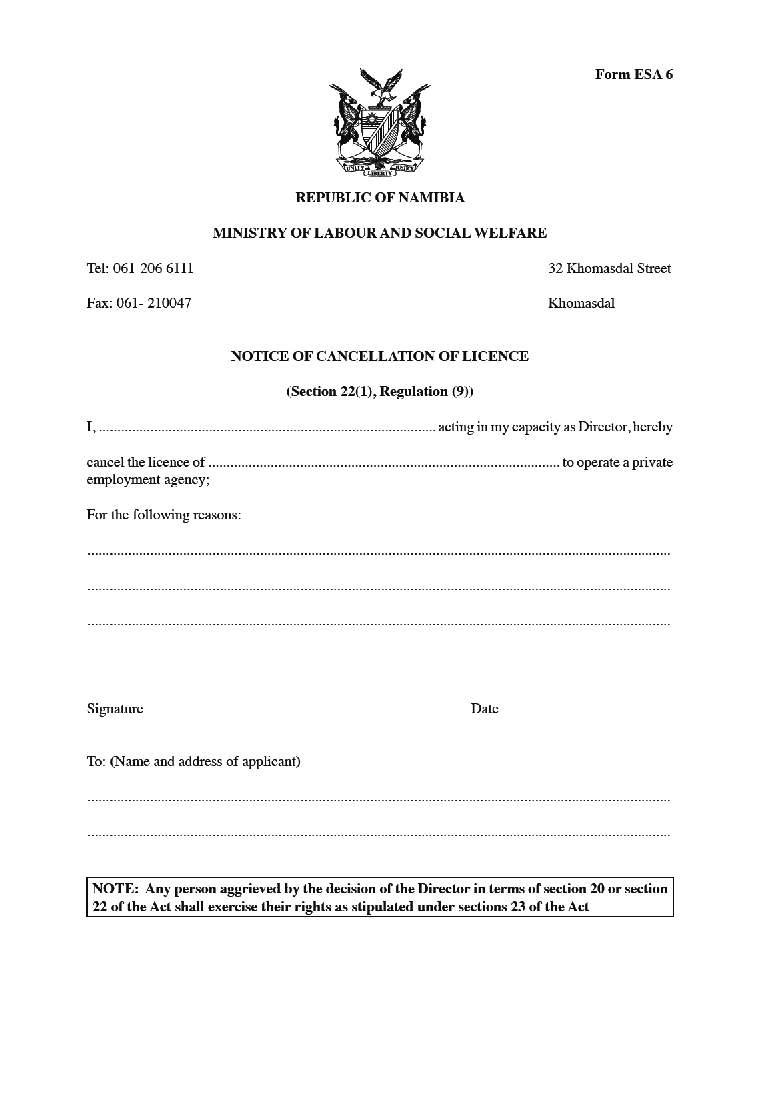 Form ESA 6
UNITY LIBERTY JUSTICE
REPUBLIC OF NAMIBIA
MINISTRY OF LABOUR AND SOCIAL WELFARE
Tel: 061 206 6111 32 Khomasdal Street
Fax: 061- 210047 Khomasdal
NOTICE OF CANCELLATION OF LICENCE
(Section 22(1), Regulation (9))
I, ............................................................................................ acting in my capacity as Director, hereby
cancel the licence of ................................................................................................ to operate a private
employment agency;
For the following reasons:
................................................................................................................................................................
................................................................................................................................................................
................................................................................................................................................................
Signature Date
To: (Name and address of applicant)
................................................................................................................................................................
................................................................................................................................................................
NOTE: Any person aggrieved by the decision of the Director in terms of section 20 or section
22 of the Act shall exercise their rights as stipulated under sections 23 of the Act